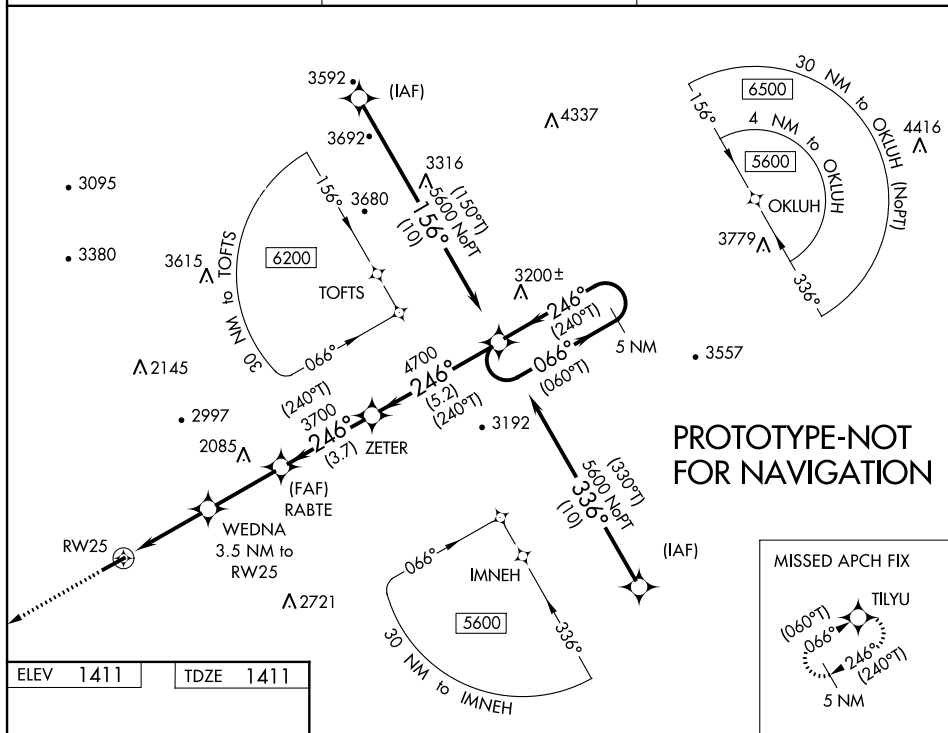 3592
(IAF)
3692
4337
3316
5600 NoPT
(150°T)
156°
(10)
3095
3680
3380
3615
30 NM to TOFTS
156°
6200
TOFTS
066°
30 NM to OKLUH (NoPT)
6500
4416
156°
4 NM to OKLUH
5600
OKLUH
3779
336°
3200±
246°
(240°T)
5 NM
066°
(060°T)
3557
2145
4700
246°
(5.2)
(240°T)
(240°T)
3700
246°
(3.7)
ZETER
2997
3192
2085
(FAF)
RABTE
PROTOTYPE-NOT
FOR NAVIGATION
WEDNA
3.5 NM to
RW25
RW25
(330°T)
5600 NoPT
336°
(10)
(IAF)
066°
IMNEH
5600
336°
30 NM to IMNEH
2721
MISSED APCH FIX
TILYU
(060°T)
066°
246°
(240°T)
5 NM
ELEV 1411
TDZE 1411